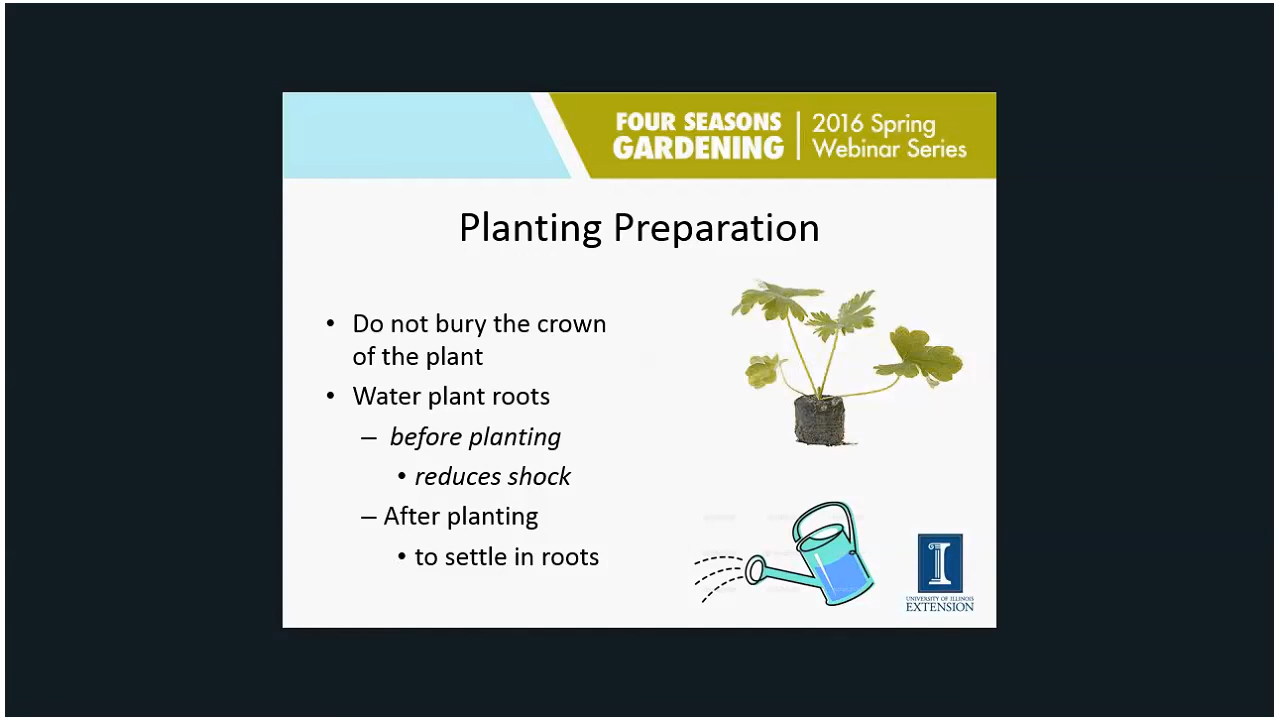 FOUR SEASONS
GARDENING
2016 Spring
Webinar Series
Planting Preparation
• Do not bury the crown
of the plant
• Water plant roots
– before planting
• reduces shock
– After planting
• to settle in roots
UNIVERSITY OF ILLINOIS
EXTENSION